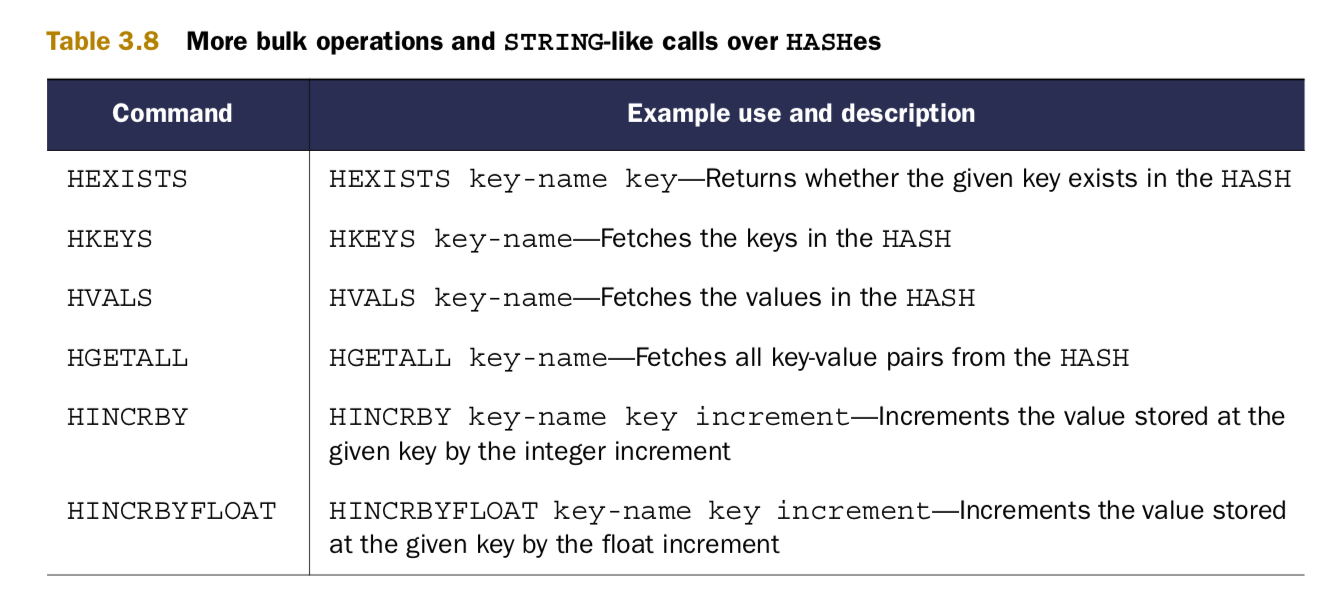 Table 3.8 More bulk operations and STRING-like calls over HASHes
Command Example use and description
HEXISTS HEXISTS key-name key—Returns whether the given key exists in the HASH
HKEYS HKEYS key-name—Fetches the keys in the HASH
HVALS HVALS key-name—Fetches the values in the HASH
HGETALL HGETALL key-name—Fetches all key-value pairs from the HASH
HINCRBY HINCRBY key-name key increment—Increments the value stored at the
given key by the integer increment
HINCRBYFLOAT HINCRBYFLOAT key-name key increment—Increments the value stored
at the given key by the float increment